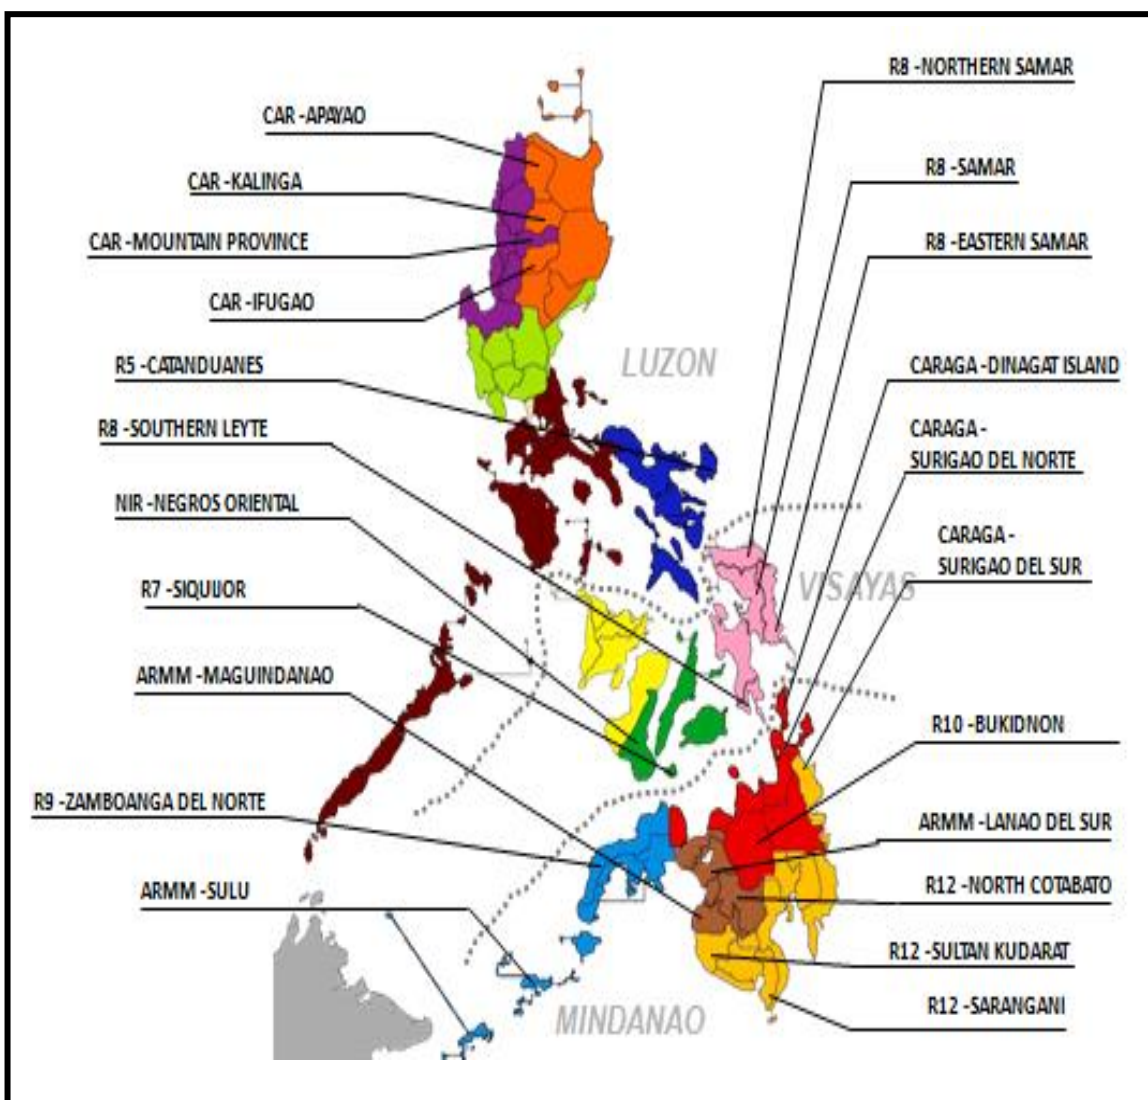 CAR -APAYAO
CAR -KALINGA
CAR -MOUNTAIN PROVINCE
CAR -IFUGAO
R5 -CATANDUANES
R8 -SOUTHERN LEYTE
NIR -NEGROS ORIENTAL
R7 -SIQUIJOR
ARMM -MAGUINDANAO
R9 -ZAMBOANGA DEL NORTE
ARMM -SULU
LUZON
VISAYAS
MINDANAO
R8 -NORTHERN SAMAR
R8 -SAMAR
R8 -EASTERN SAMAR
CARAGA -DINAGAT ISLAND
CARAGA -
SURIGAO DEL NORTE
CARAGA -
SURIGAO DEL SUR
R10 -BUKIDNON
ARMM -LANAO DEL SUR
R12 -NORTH COTABATO
R12 -SULTAN KUDARAT
R12 -SARANGANI